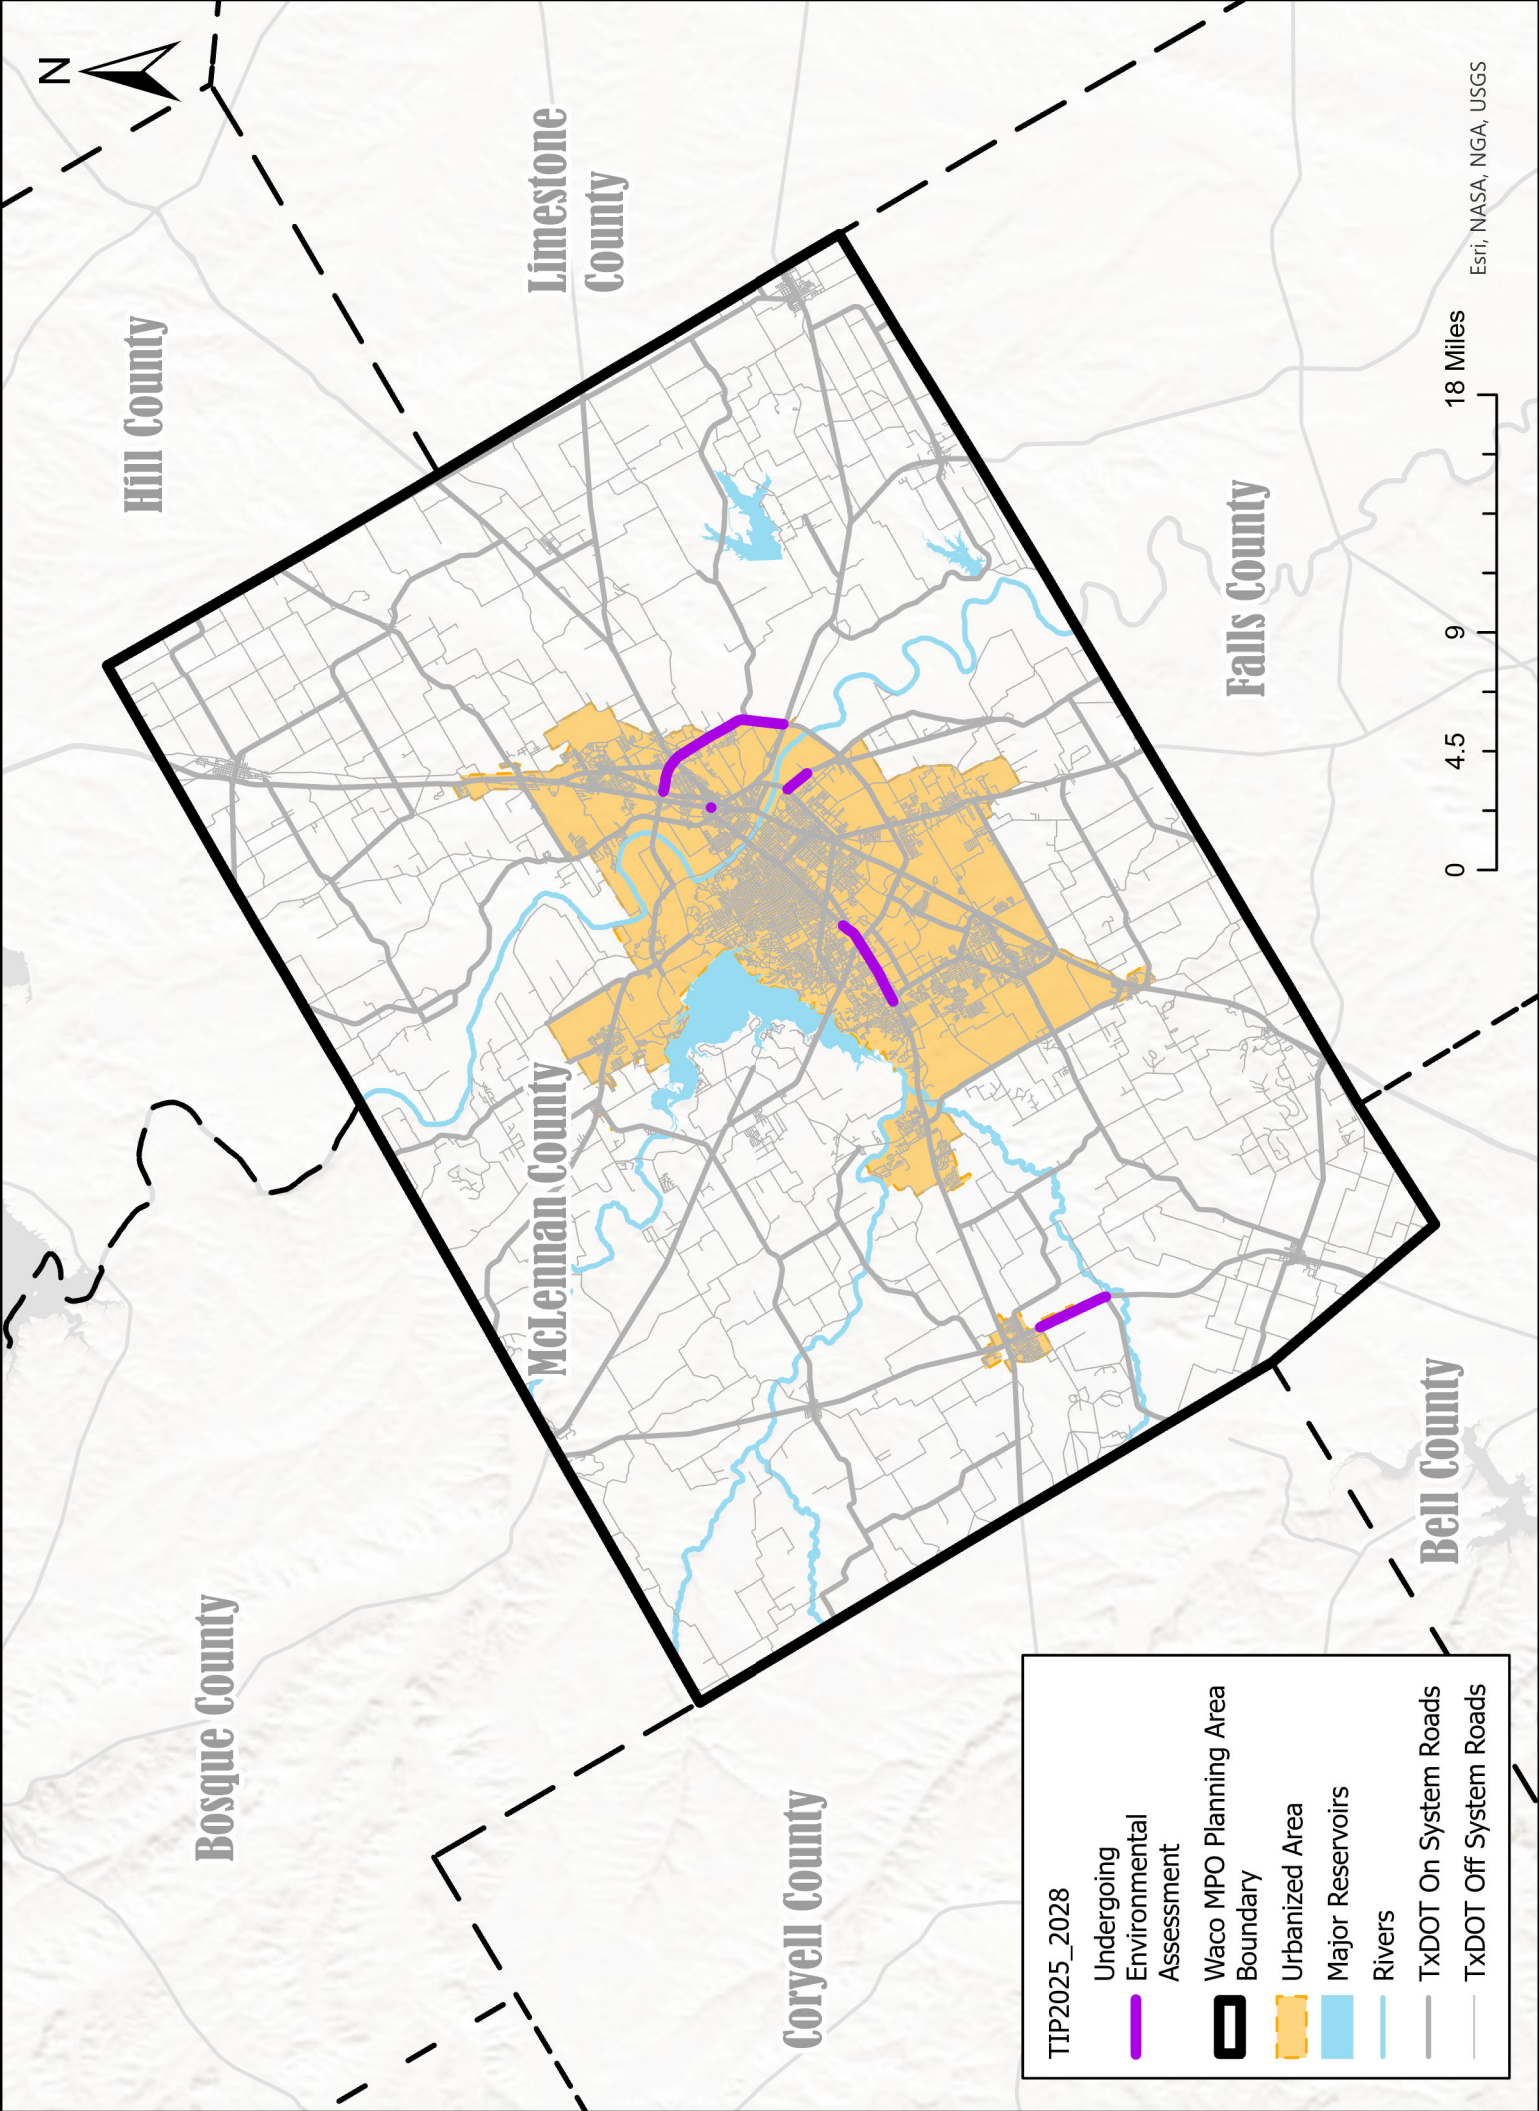 N
Hill County
Limestone
County
Bosque County
McLennan County
Coryell County
Falls County
Bell County
TIP2025_2028
Undergoing
Environmental
Assessment
Waco MPO Planning Area
Boundary
Urbanized Area
Major Reservoirs
Rivers
TxDOT On System Roads
TxDOT Off System Roads
0 4.5 9 18 Miles
Esri, NASA, NGA, USGS